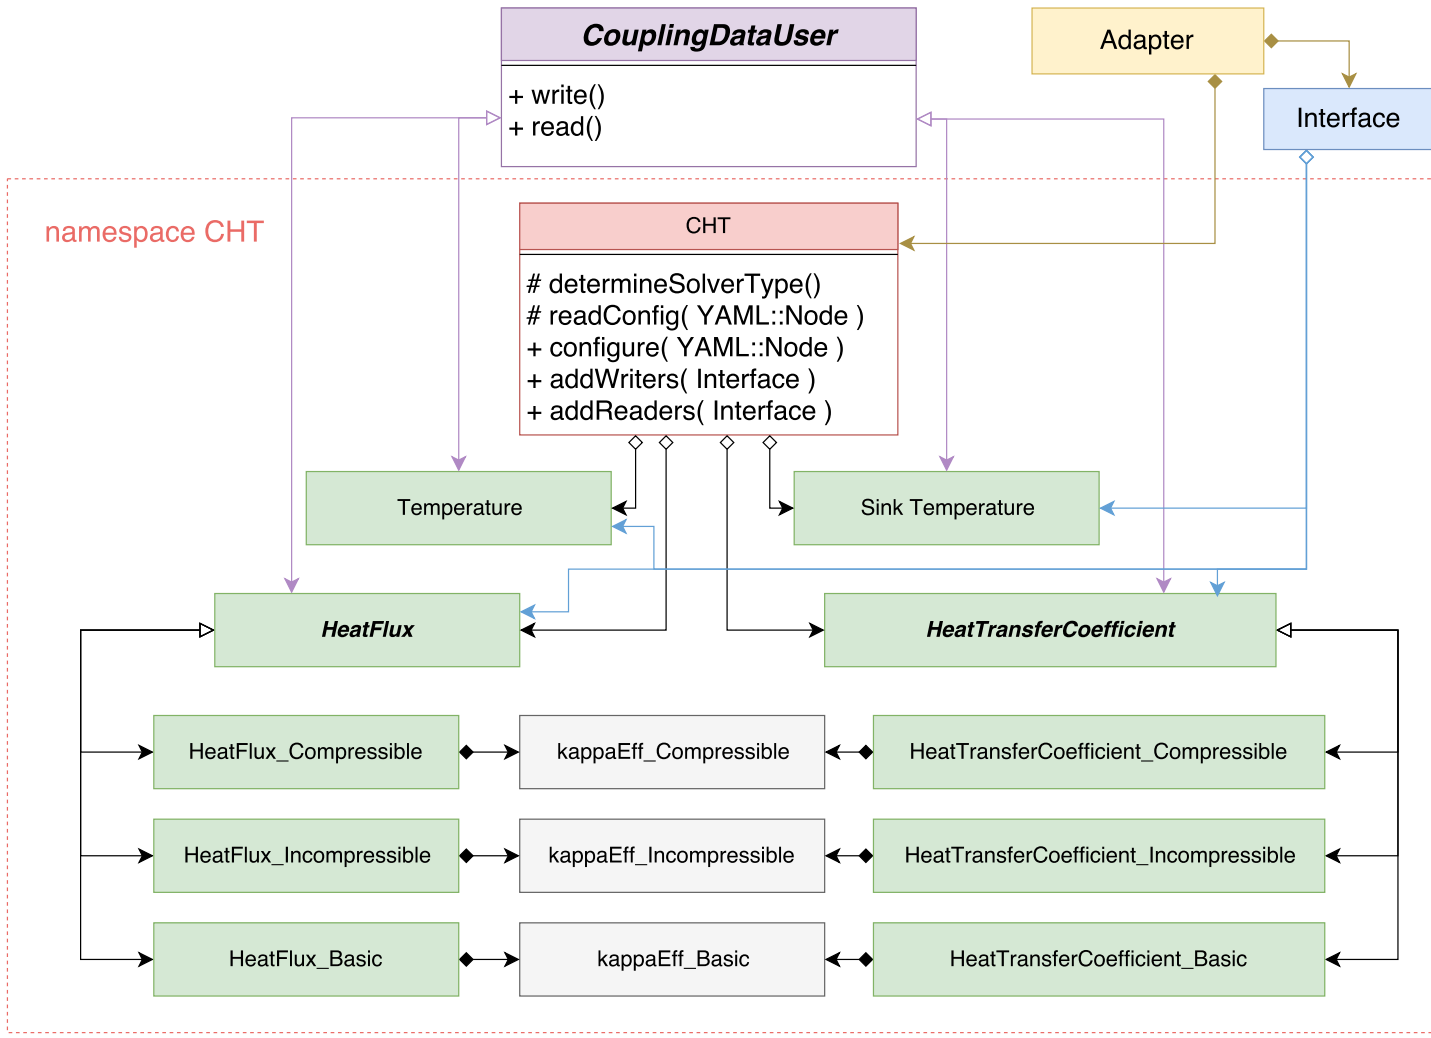 CouplingDataUser
+ write()
+ read()
Adapter
Interface
namespace CHT
CHT
# determineSolverType()
# readConfig( YAML::Node )
+ configure( YAML::Node )
+ addWriters( Interface )
+ addReaders( Interface )
Temperature
Sink Temperature
HeatFlux
HeatTransferCoefficient
HeatFlux_Compressible
kappaEff_Compressible
HeatTransferCoefficient_Compressible
HeatFlux_Incompressible
kappaEff_Incompressible
HeatTransferCoefficient_Incompressible
HeatFlux_Basic
kappaEff_Basic
HeatTransferCoefficient_Basic